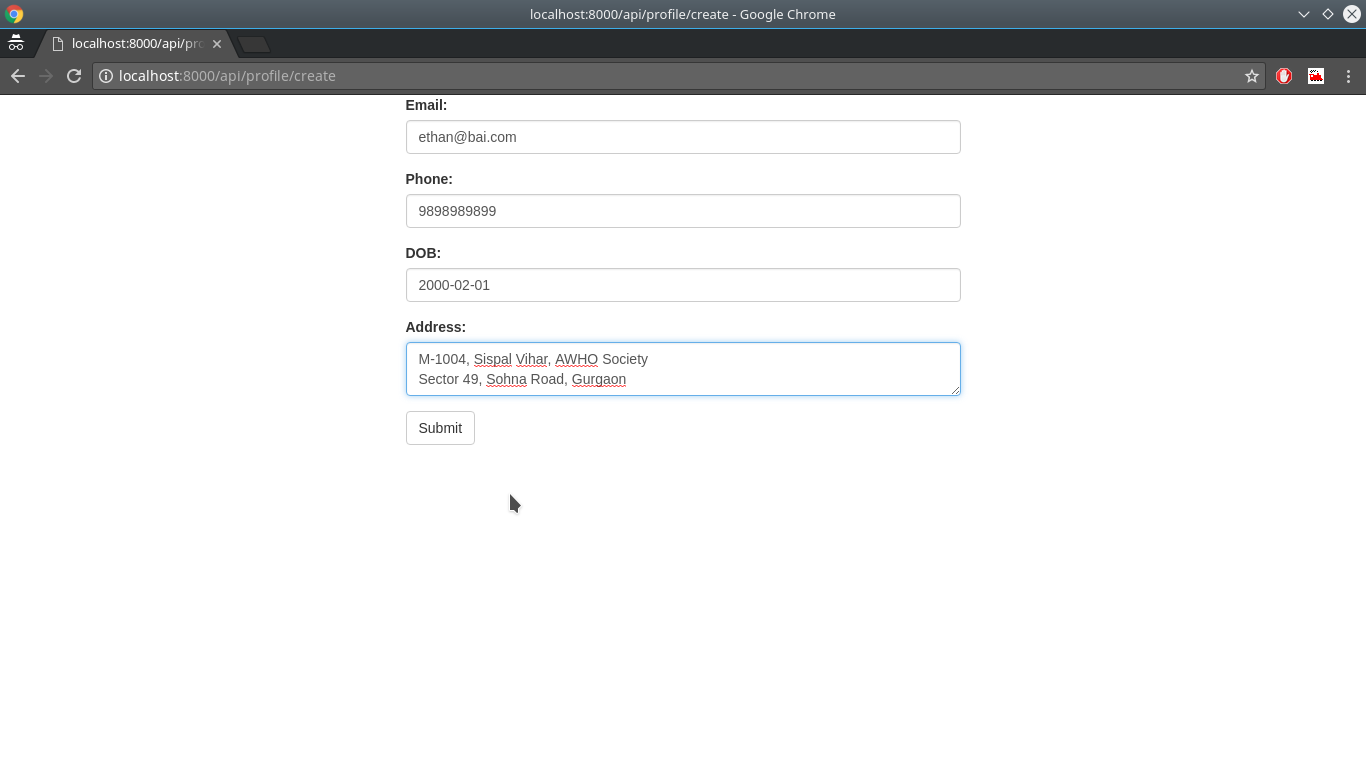 localhost:8000/api/profile/create - Google Chrome
localhost:8000/api/pro
localhost:8000/api/profile/create
Email:
ethan@bai.com
Phone:
9898989899
DOB:
2000-02-01
Address:
M-1004, Sispal Vihar, AWHO Society
Sector 49, Sohna Road, Gurgaon
Submit